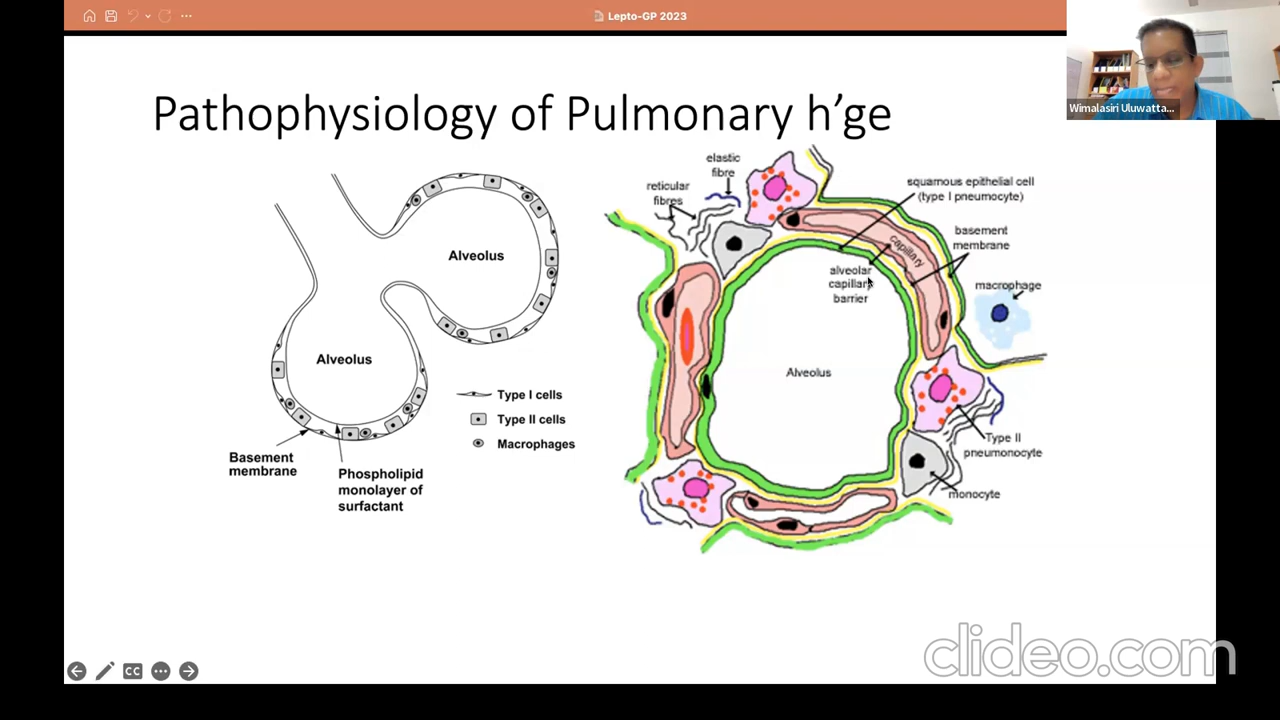 Lepto-GP 2023
Wimalasiri Uluwatta...
Pathophysiology of Pulmonary h’ge
Alveolus
Alveolus
Type I cells
Type II cells
Macrophages
Basement
membrane
Phospholipid
monolayer of
surfactant
elastic
fibre
reticular
fibres
squamous epithelial cell
(type I pneumocyte)
capillary
basement
membrane
alveolar
capillary
barrier
macrophage
Alveolus
Type II
pneumonocyte
monocyte
CC
clideo.com